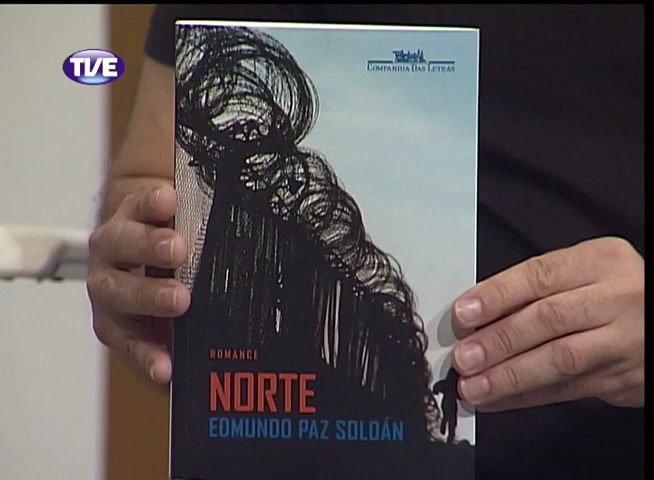 TVE
COMPANHIA DAS LETRAS
ROMANCE
NORTE
EDMUNDO PAZ SOLDÁN